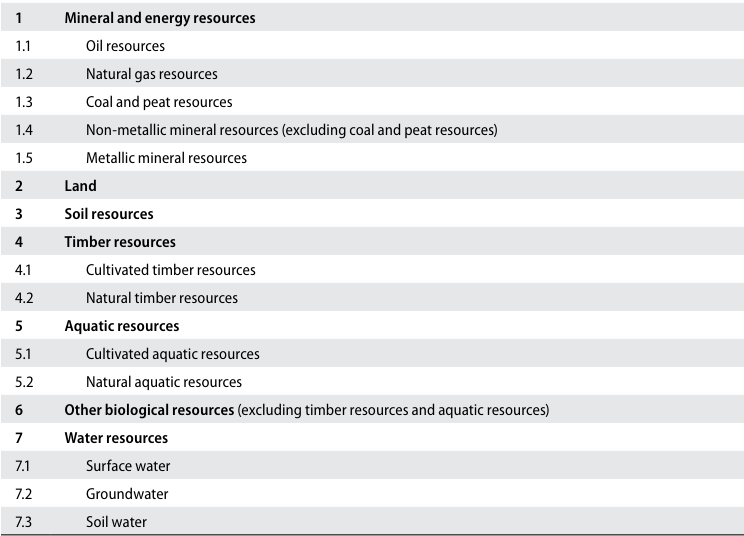 1 Mineral and energy resources
1.1 Oil resources
1.2 Natural gas resources
1.3 Coal and peat resources
1.4 Non-metallic mineral resources (excluding coal and peat resources)
1.5 Metallic mineral resources
2 Land
3 Soil resources
4 Timber resources
4.1 Cultivated timber resources
4.2 Natural timber resources
5 Aquatic resources
5.1 Cultivated aquatic resources
5.2 Natural aquatic resources
6 Other biological resources (excluding timber resources and aquatic resources)
7 Water resources
7.1 Surface water
7.2 Groundwater
7.3 Soil water